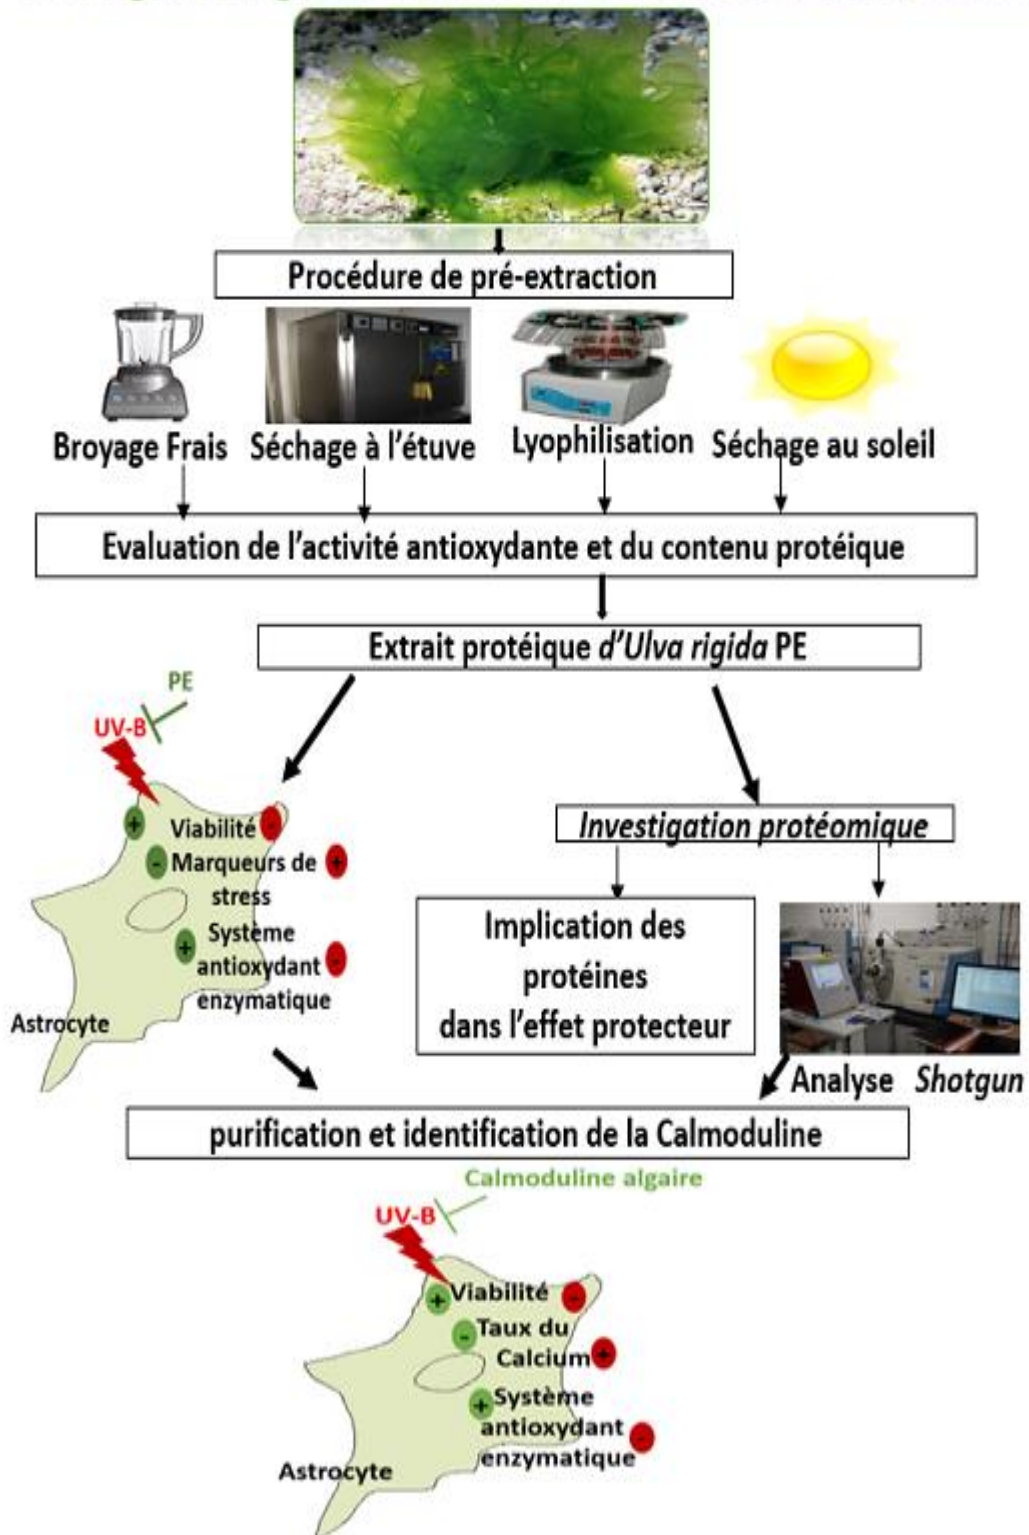 Procédure de pré-extraction
Broyage Frais Séchage à l'étuve Lyophilisation Séchage au soleil
Evaluation de l'activité antioxydante et du contenu protéique
Extrait protéique d'Ulva rigida PE
PE
UV-B
+ Viabilité -
- Marqueurs de +
stress
Système
+ antioxydant -
enzymatique
Astrocyte
Investigation protéomique
Implication des
protéines
dans l'effet protecteur
Analyse Shotgun
purification et identification de la Calmoduline
Calmoduline algaire
UV-B
+ Viabilité -
- Taux du
Calcium +
+ Système
antioxydant -
enzymatique
Astrocyte